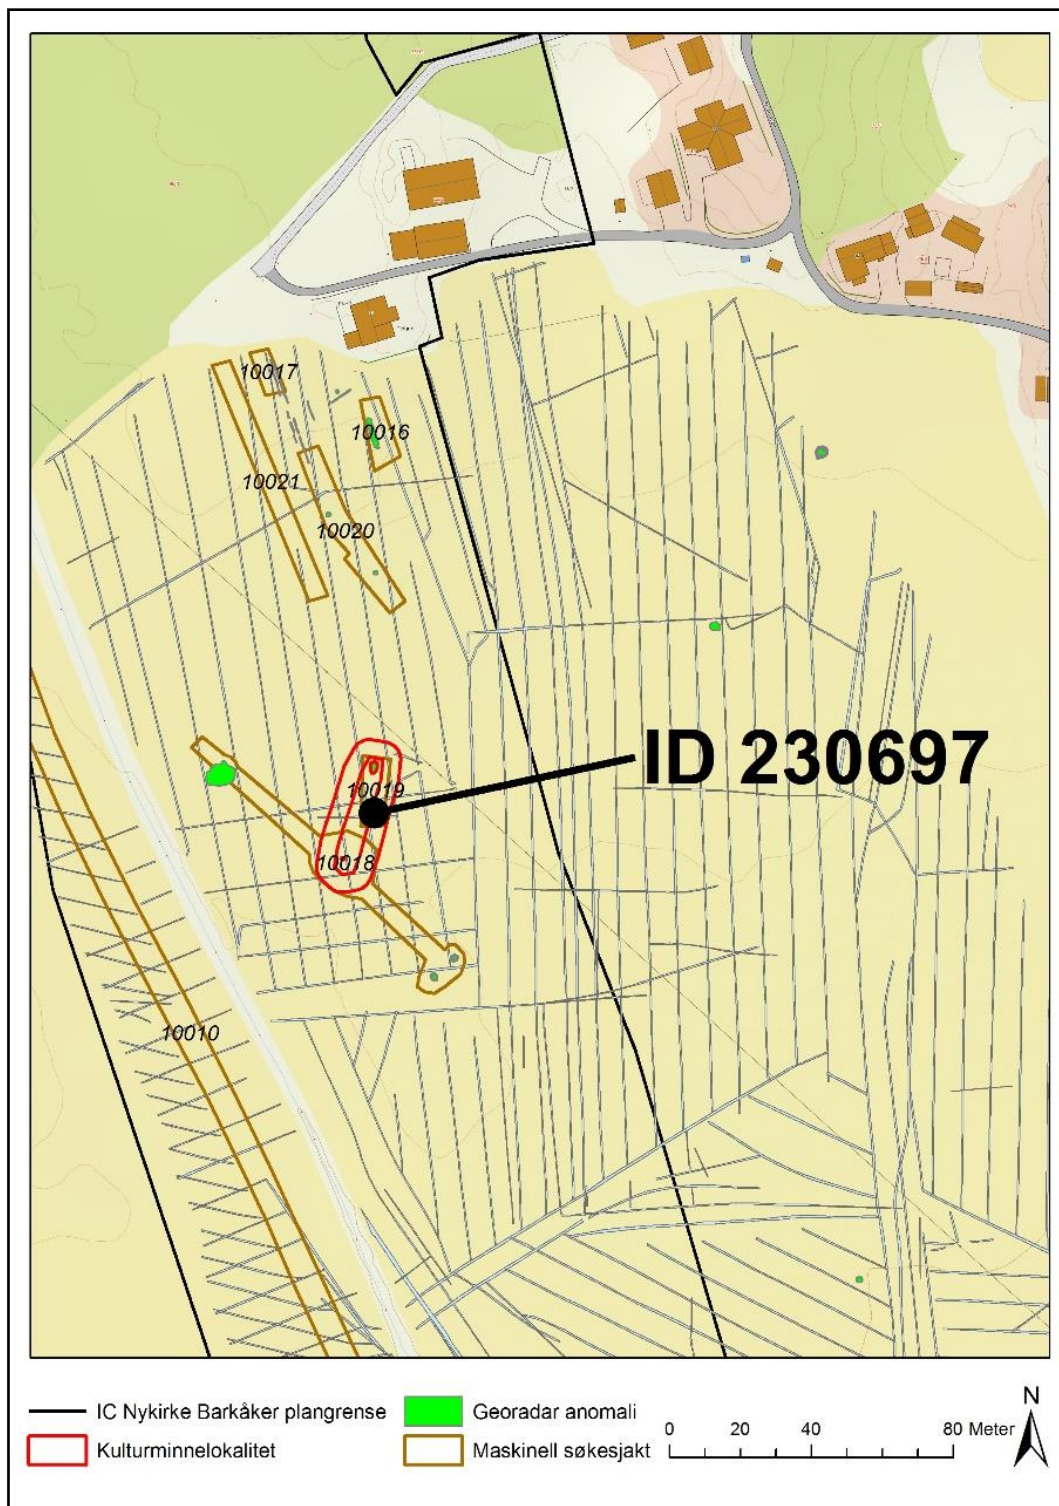 10017
10016
10021
10020
ID 230697
10019
10018
10010
N
IC Nykirke Barkåker plangrense
Georadar anomali
0 20 40 80 Meter
Kulturminnelokalitet
Maskinell søkesjakt